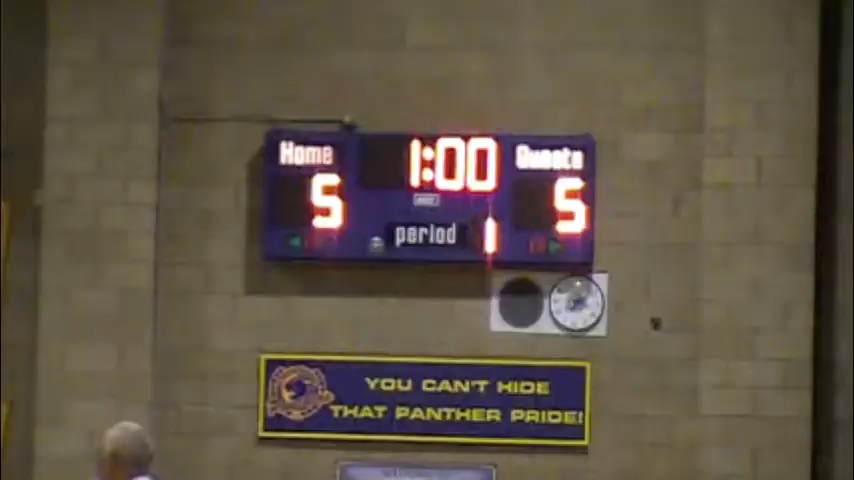 Home 1:00 Guests
5 5
period 1
YOU CAN'T HIDE
THAT PANTHER PRIDE!